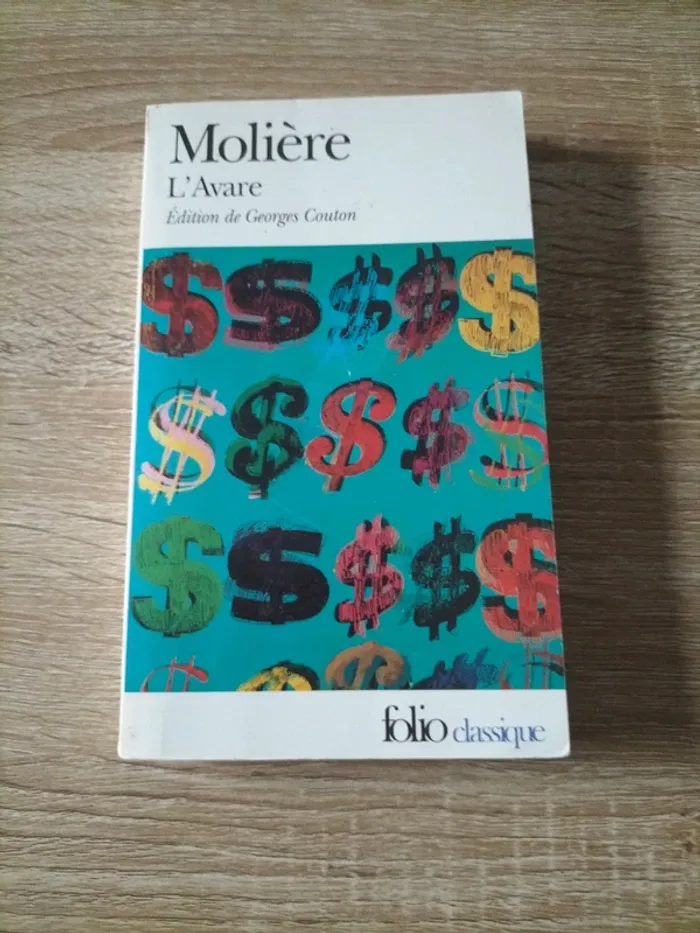 Molière
L'Avare
Édition de Georges Couton
folio classique